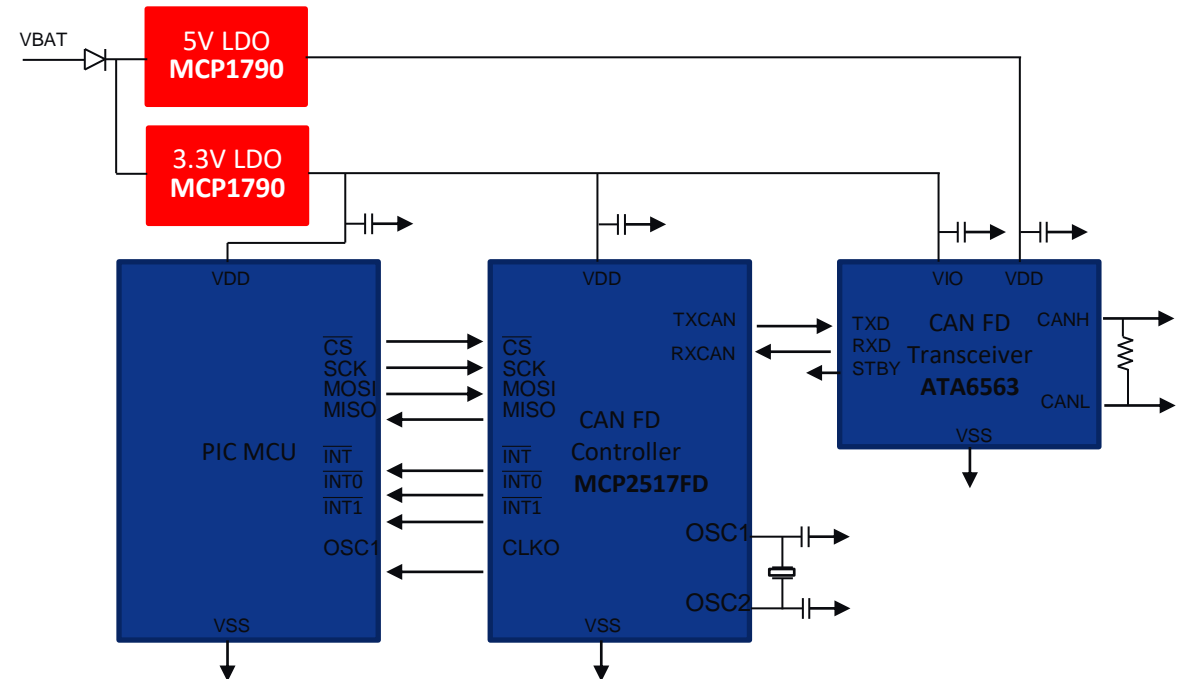 VBAT
5V LDO
MCP1790
3.3V LDO
MCP1790
VDD
CS
SCK
MOSI
MISO
PIC MCU
INT
INT0
INT1
OSC1
VSS
VDD
TXCAN
RXCAN
CS
SCK
MOSI
MISO
CAN FD
Controller
MCP2517FD
INT
INT0
INT1
CLKO
OSC1
OSC2
VSS
VIO
VDD
TXD
RXD
STBY
CAN FD
Transceiver
ATA6563
CANH
CANL
VSS